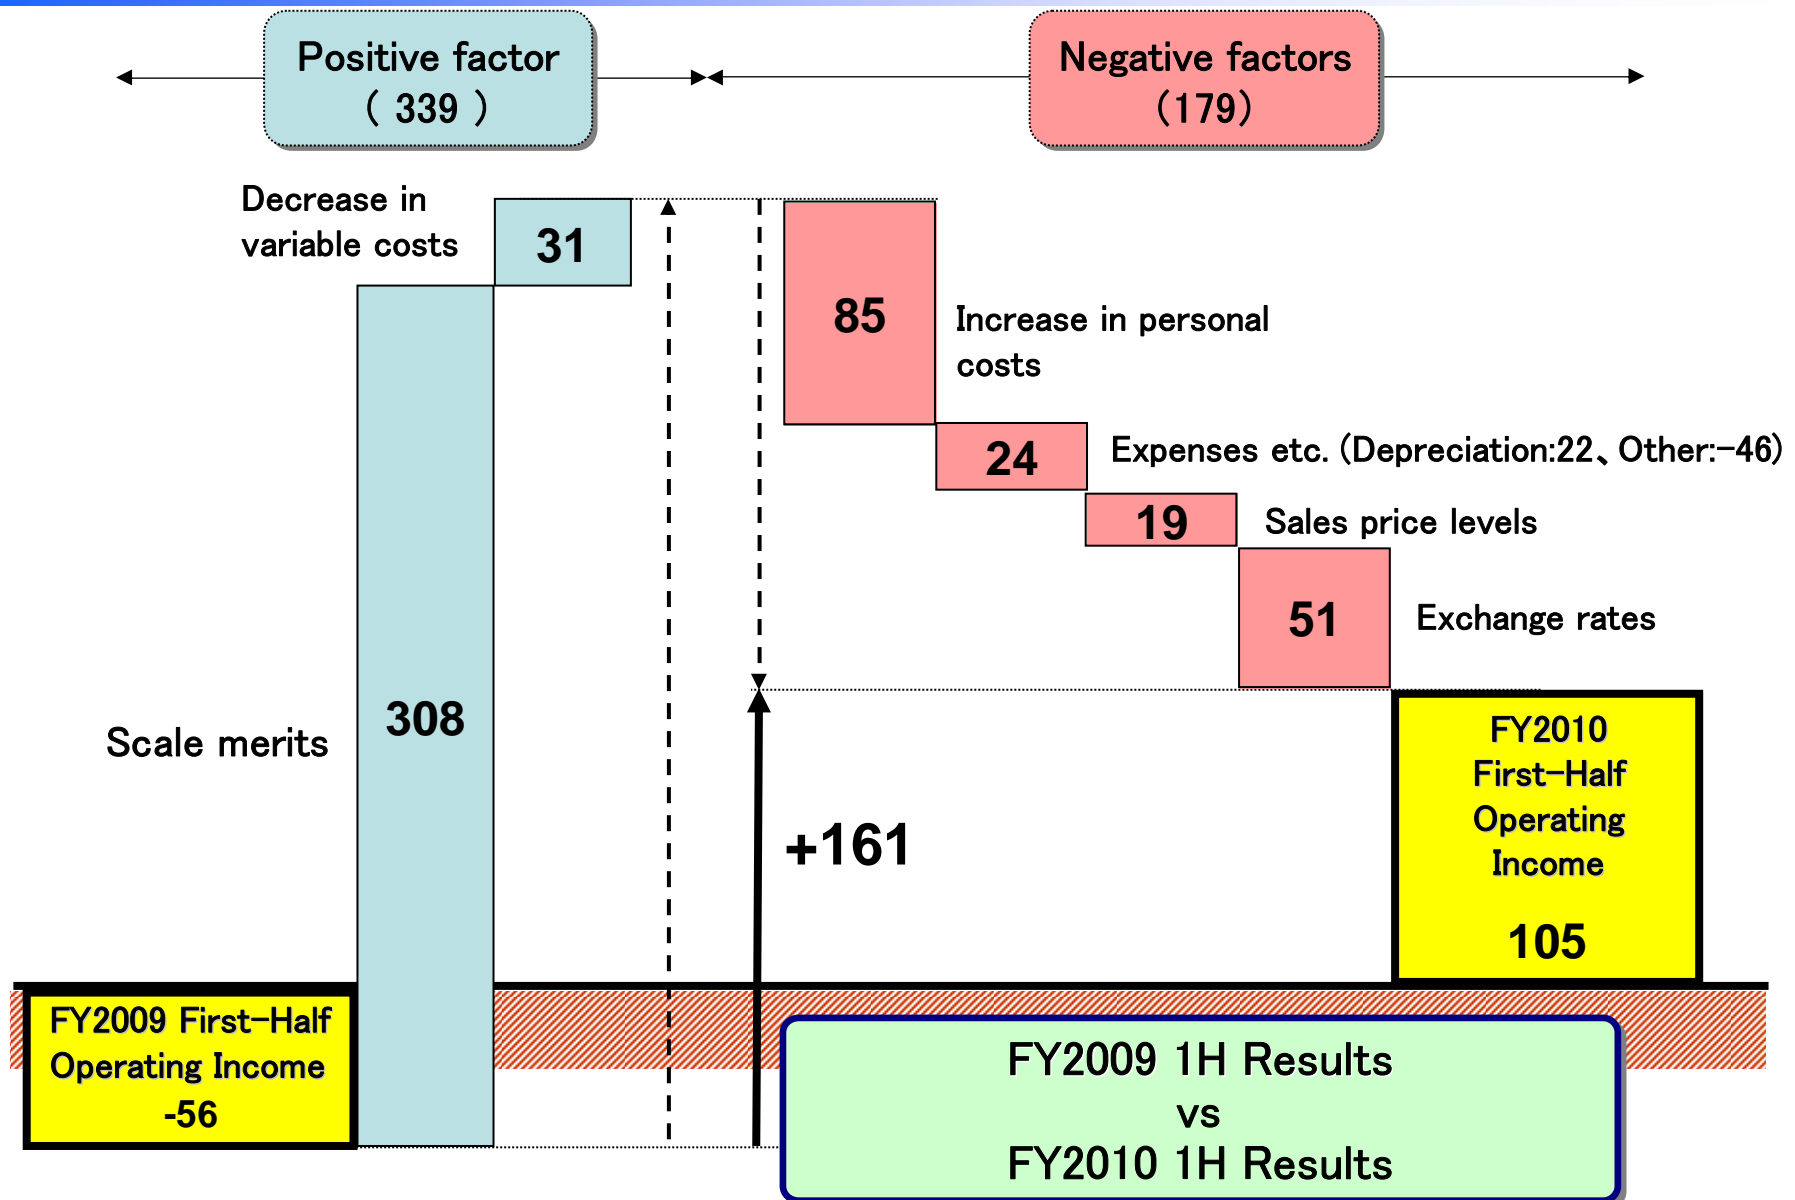 Positive factor
( 339 )
Negative factors
(179)
Decrease in
variable costs
31
85
Increase in personal
costs
24
Expenses etc. (Depreciation:22、Other:-46)
19
Sales price levels
51
Exchange rates
308
Scale merits
+161
FY2010
First-Half
Operating
Income
105
FY2009 First-Half
Operating Income
-56
FY2009 1H Results
vs
FY2010 1H Results